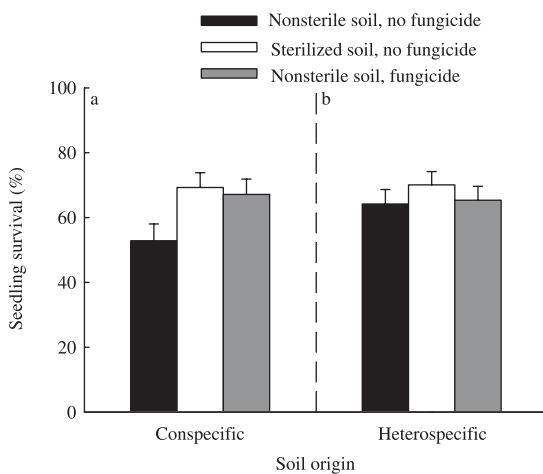 Nonsterile soil, no fungicide
Sterilized soil, no fungicide
Nonsterile soil, fungicide
100
80
60
40
20
0
Seedling survival (%)
a
b
Conspecific
Heterospecific
Soil origin